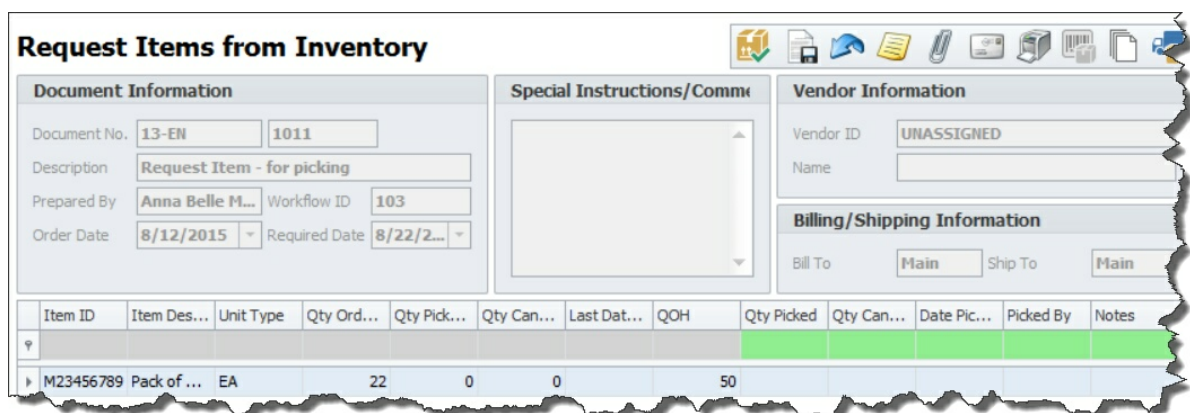 Request Items from Inventory
Document Information
Document No. 13-EN 1011
Description Request Item - for picking
Prepared By Anna Belle M... Workflow ID 103
Order Date 8/12/2015 Required Date 8/22/2...
Special Instructions/Comme
Vendor Information
Vendor ID UNASSIGNED
Name
Billing/Shipping Information
Bill To Main Ship To Main
Item ID Item Des... Unit Type Qty Ord... Qty Pick... Qty Can... Last Dat... QOH Qty Picked Qty Can... Date Pic... Picked By Notes
M23456789 Pack of ... EA 22 0 0 50